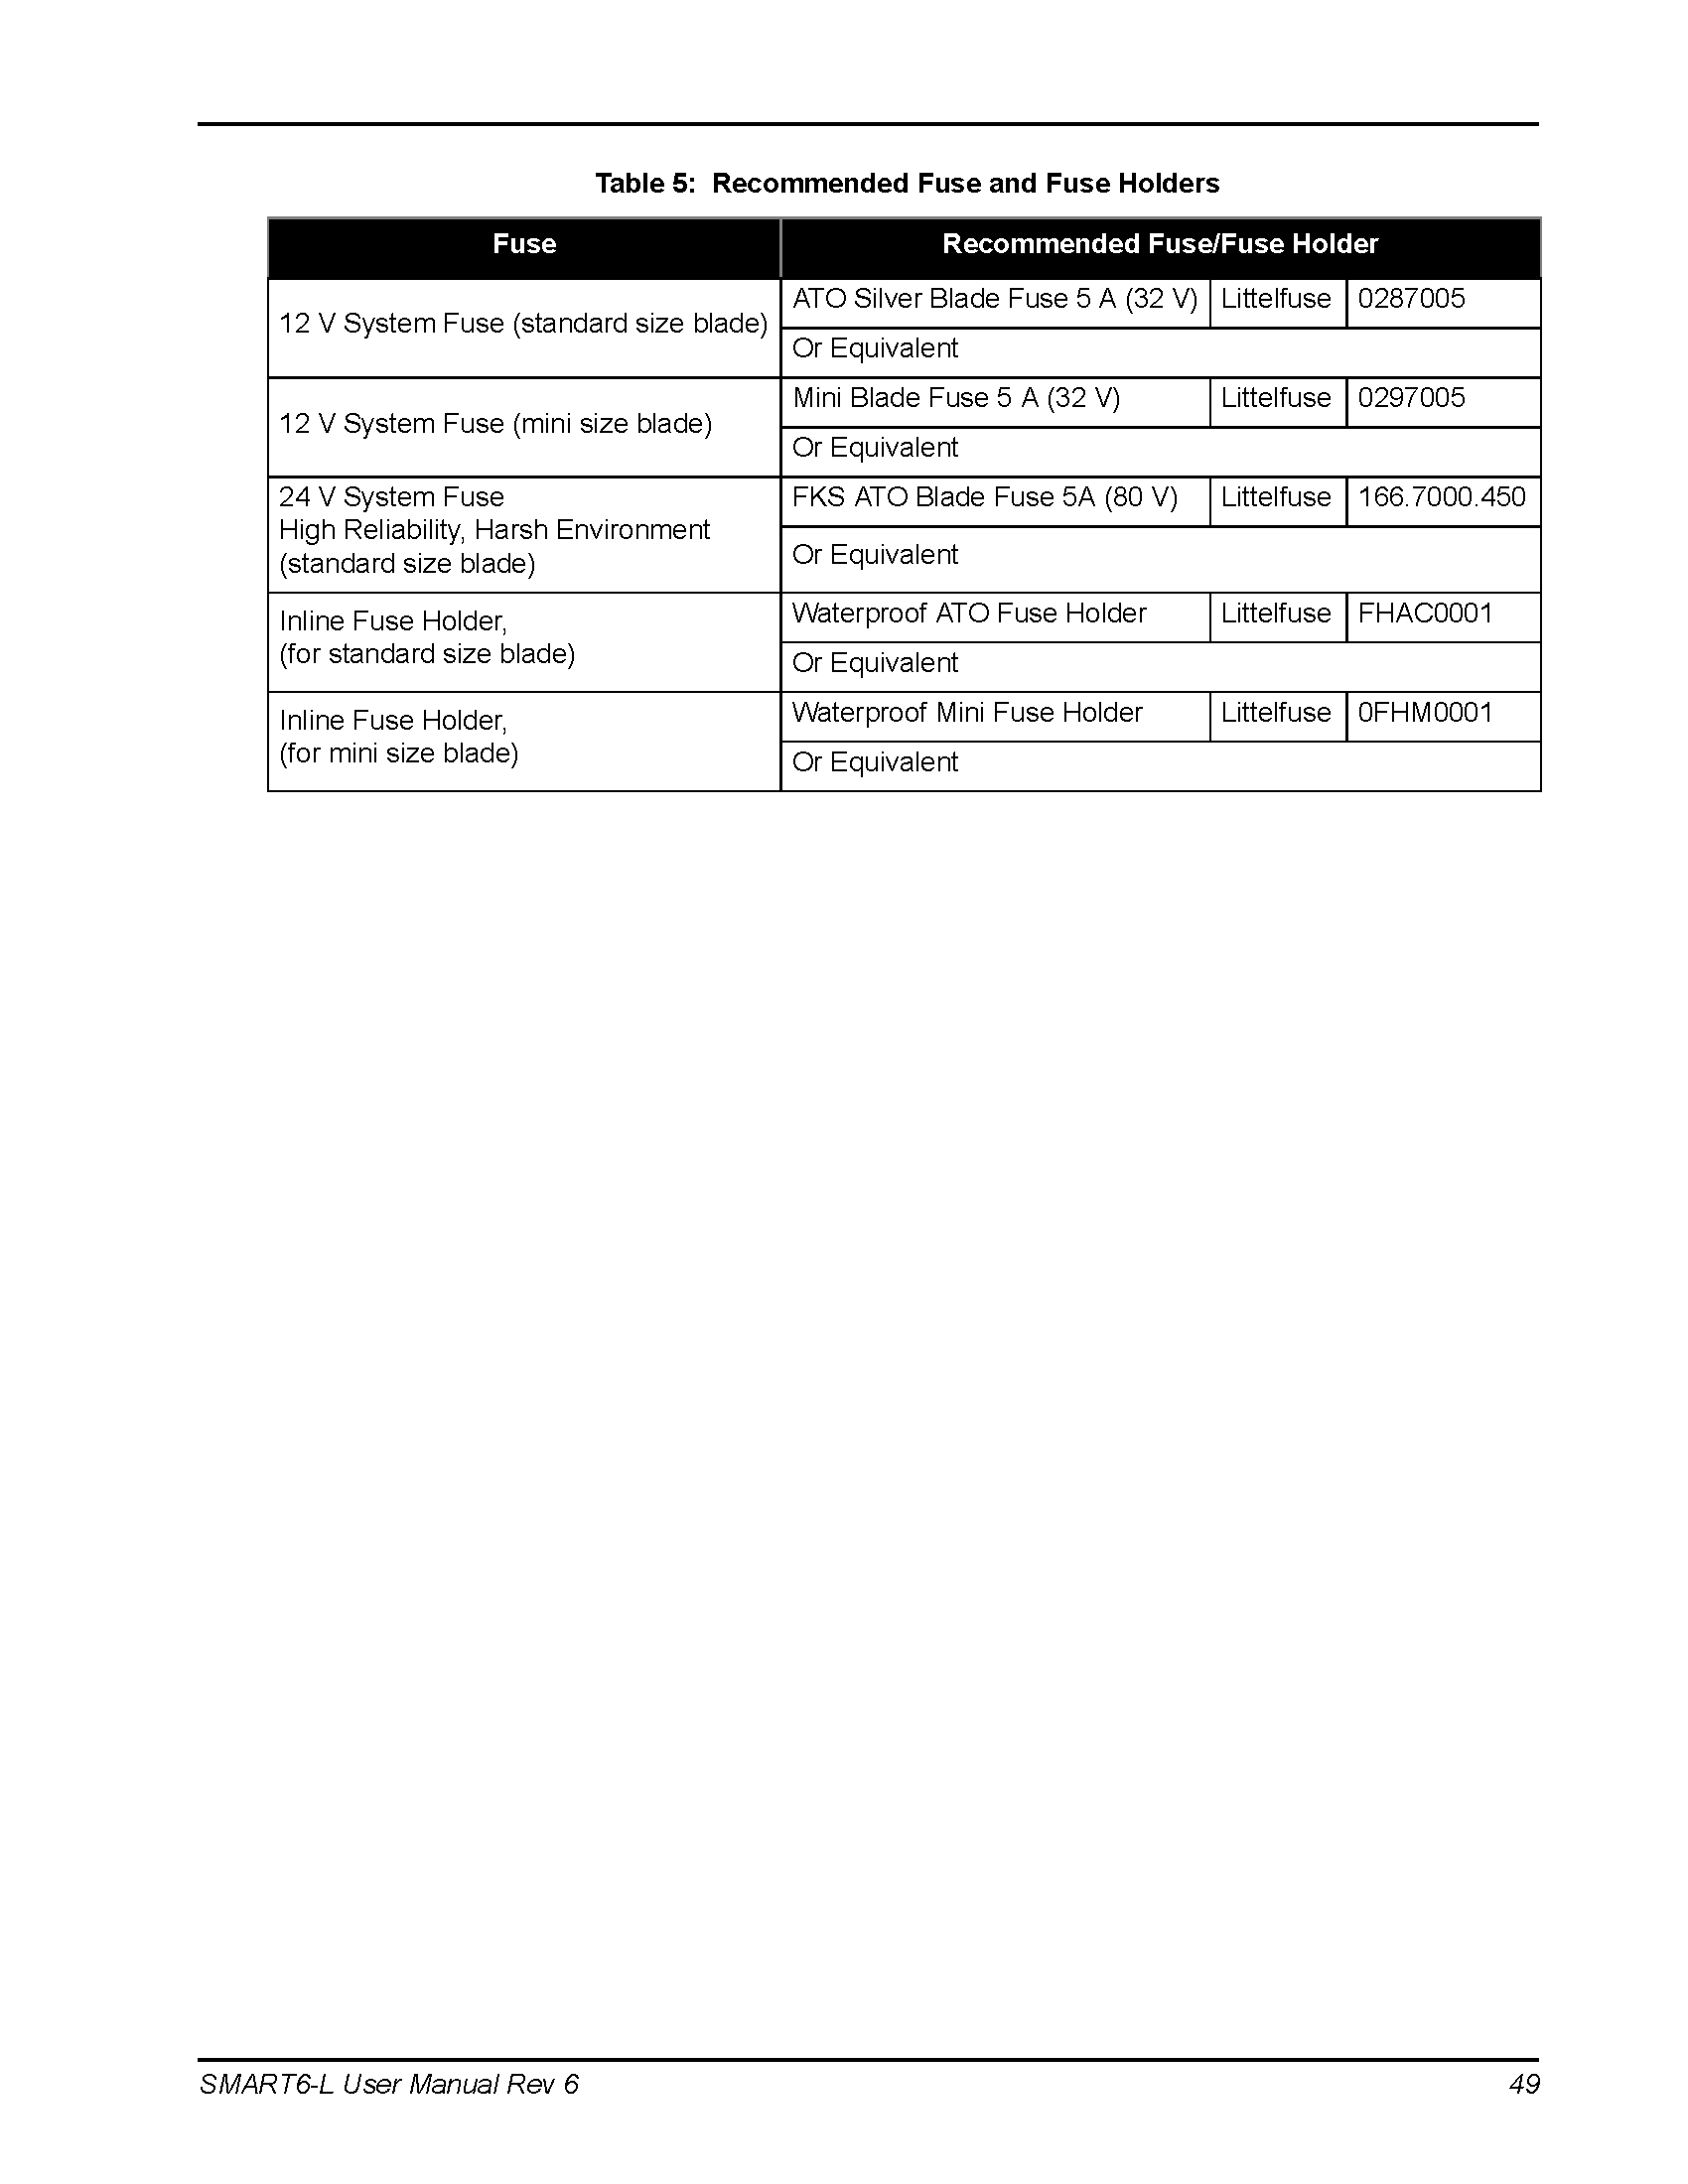 Table 5:  Recommended Fuse and Fuse Holders
Fuse
Recommended Fuse/Fuse Holder
12 V System Fuse (standard size blade)
ATO Silver Blade Fuse 5 A (32 V)
Littelfuse
0287005
Or Equivalent
12 V System Fuse (mini size blade)
Mini Blade Fuse 5 A (32 V)
Littelfuse
0297005
Or Equivalent
24 V System Fuse
High Reliability, Harsh Environment
(standard size blade)
FKS ATO Blade Fuse 5A (80 V)
Littelfuse
166.7000.450
Or Equivalent
Inline Fuse Holder,
(for standard size blade)
Waterproof ATO Fuse Holder
Littelfuse
FHAC0001
Or Equivalent
Inline Fuse Holder,
(for mini size blade)
Waterproof Mini Fuse Holder
Littelfuse
0FHM0001
Or Equivalent
SMART6-L User Manual Rev 6
49